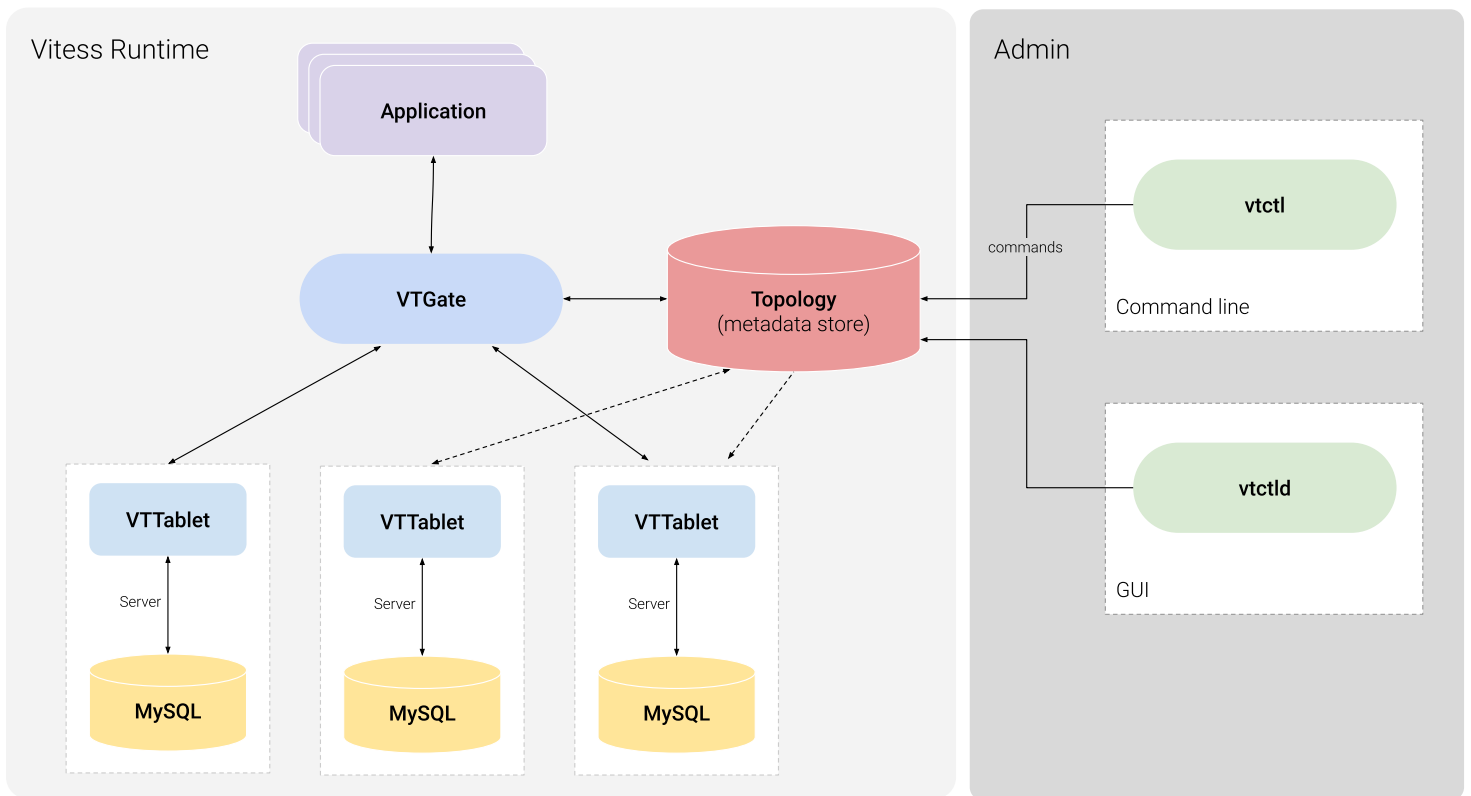 Vitess Runtime
Admin
Application
vtctl
commands
VTGate
Topology
(metadata store)
Command line
vtctld
GUI
VTTablet
VTTablet
VTTablet
Server
Server
Server
MySQL
MySQL
MySQL